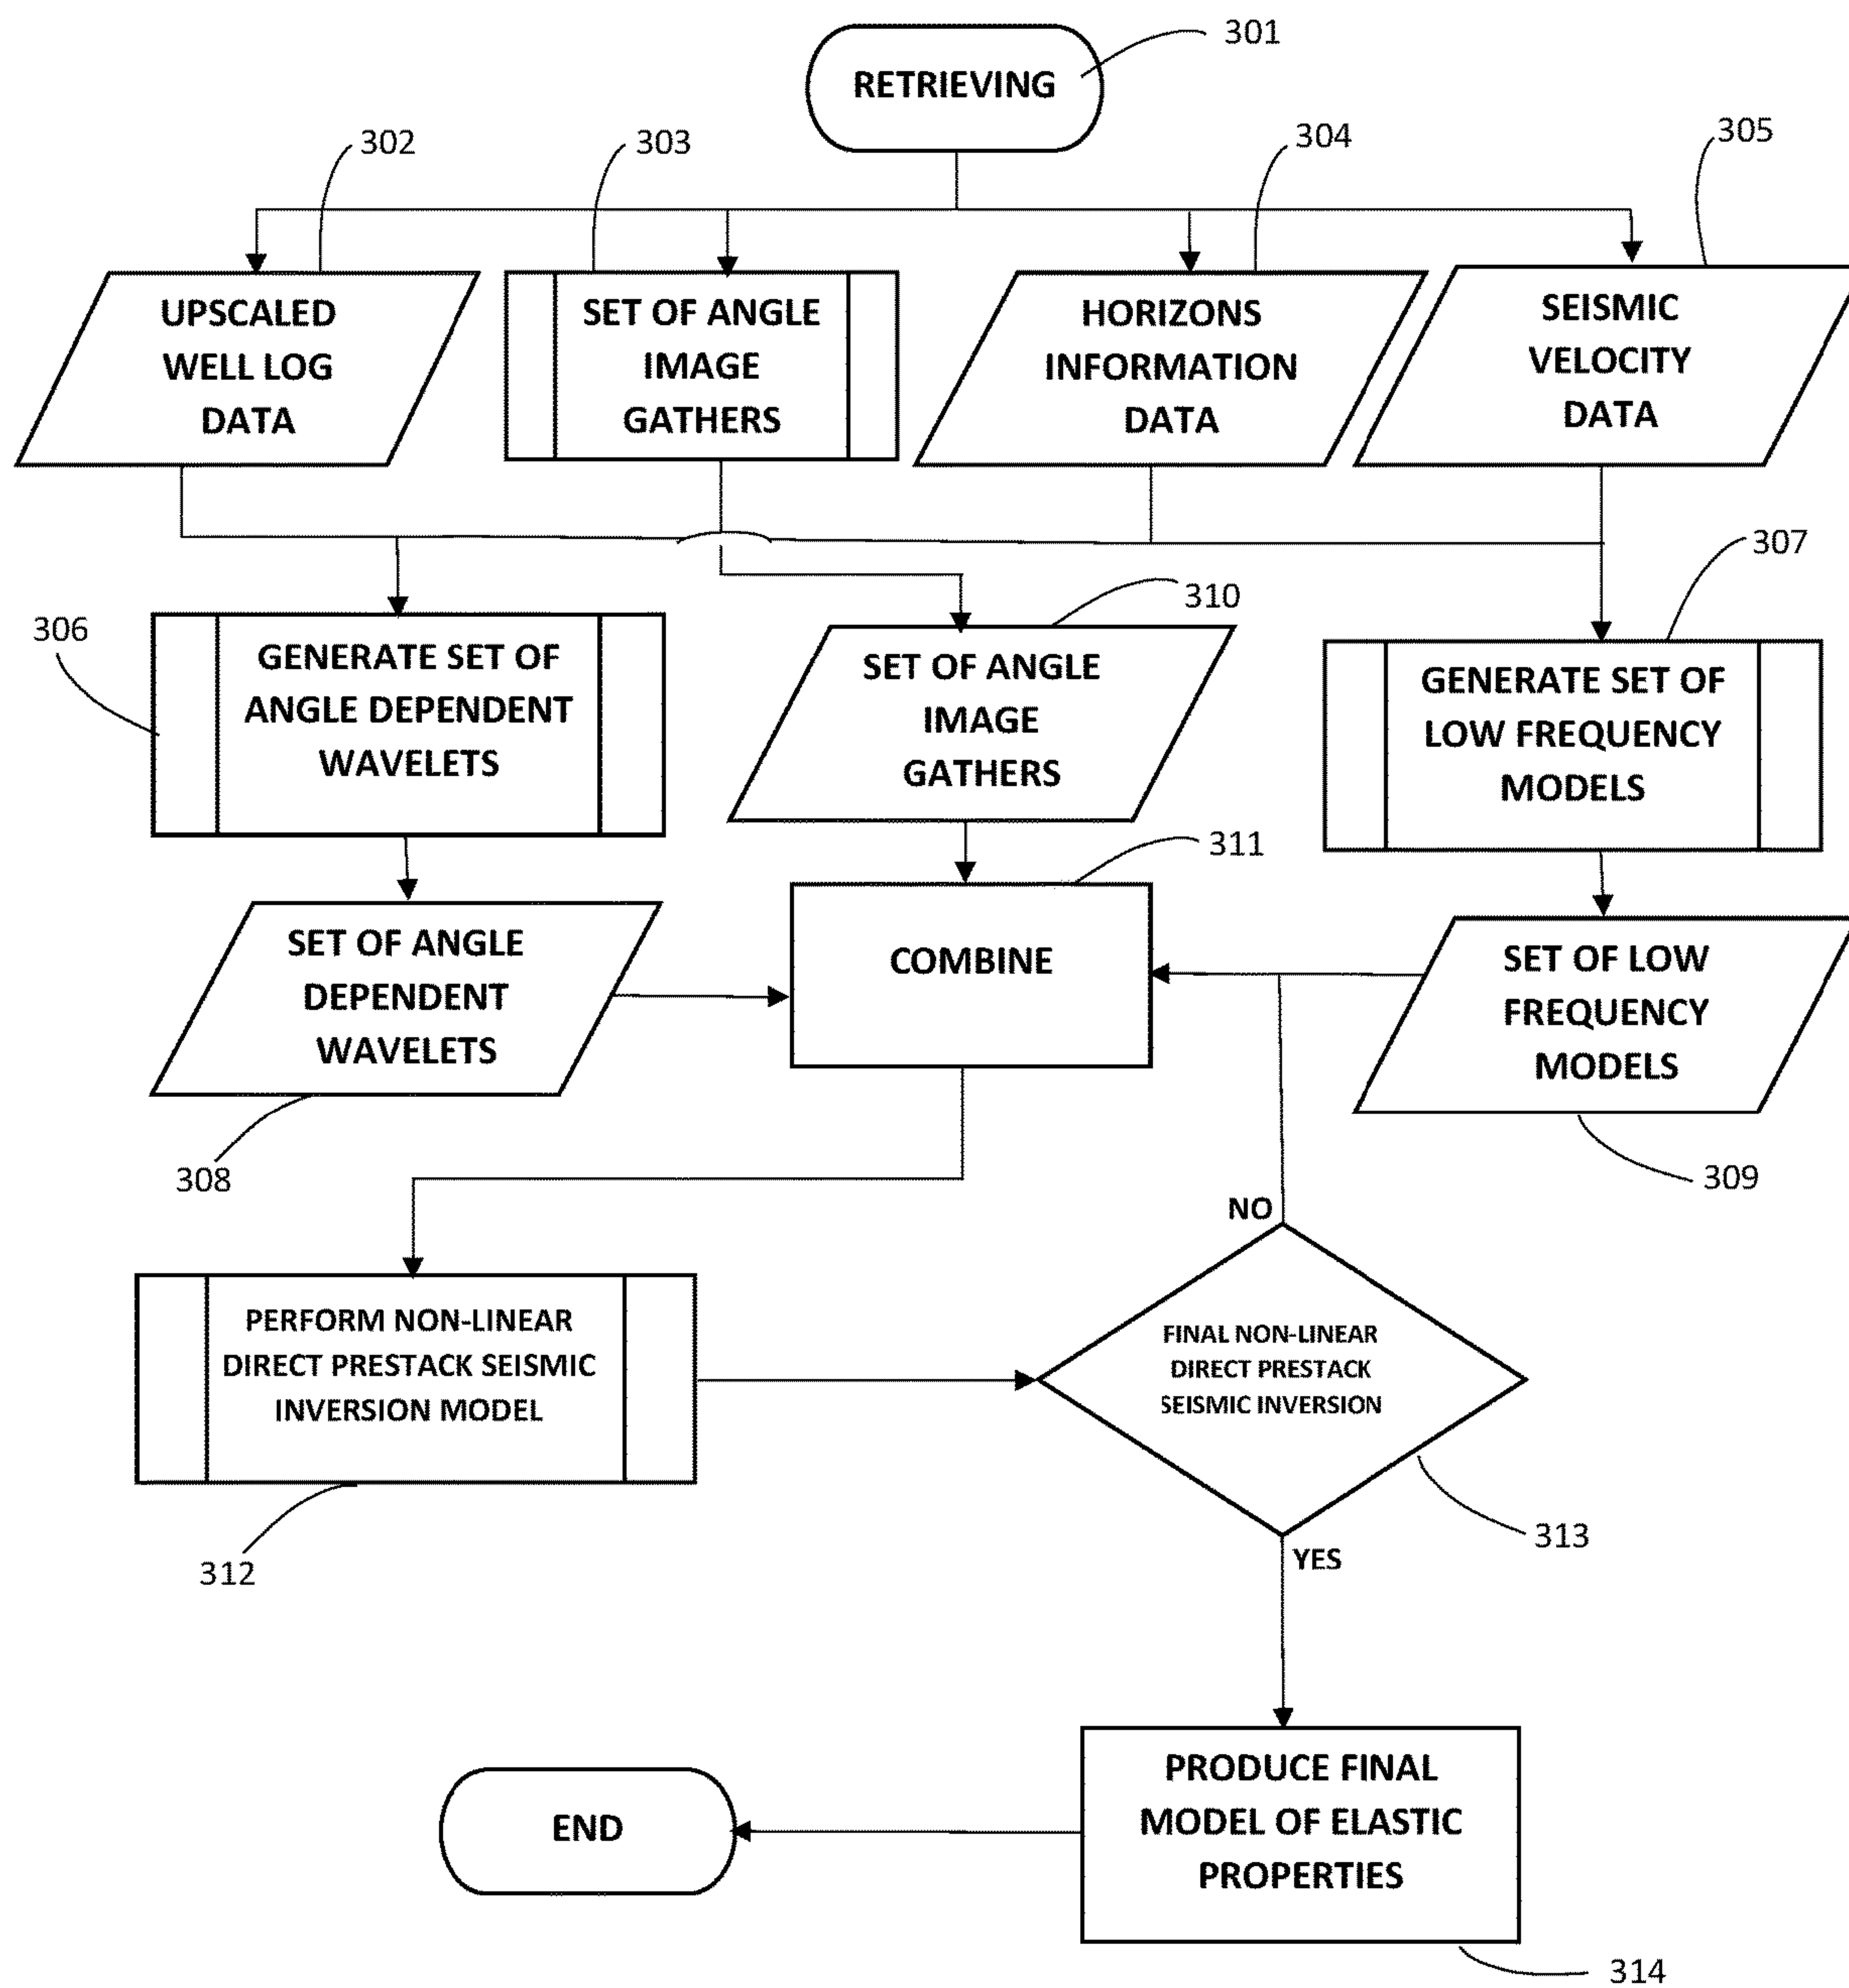 301
RETRIEVING
302
303
304
305
UPSCALED
WELL LOG
DATA
SET OF ANGLE
IMAGE
GATHERS
HORIZONS
INFORMATION
DATA
SEISMIC
VELOCITY
DATA
306
307
310
GENERATE SET OF
ANGLE DEPENDENT
WAVELETS
SET OF ANGLE
IMAGE
GATHERS
GENERATE SET OF
LOW FREQUENCY
MODELS
311
SET OF ANGLE
DEPENDENT
WAVELETS
COMBINE
SET OF LOW
FREQUENCY
MODELS
308
309
NO
PERFORM NON-LINEAR
DIRECT PRESTACK SEISMIC
INVERSION MODEL
FINAL NON-LINEAR
DIRECT PRESTACK
SEISMIC INVERSION
312
313
YES
PRODUCE FINAL
MODEL OF ELASTIC
PROPERTIES
END
314